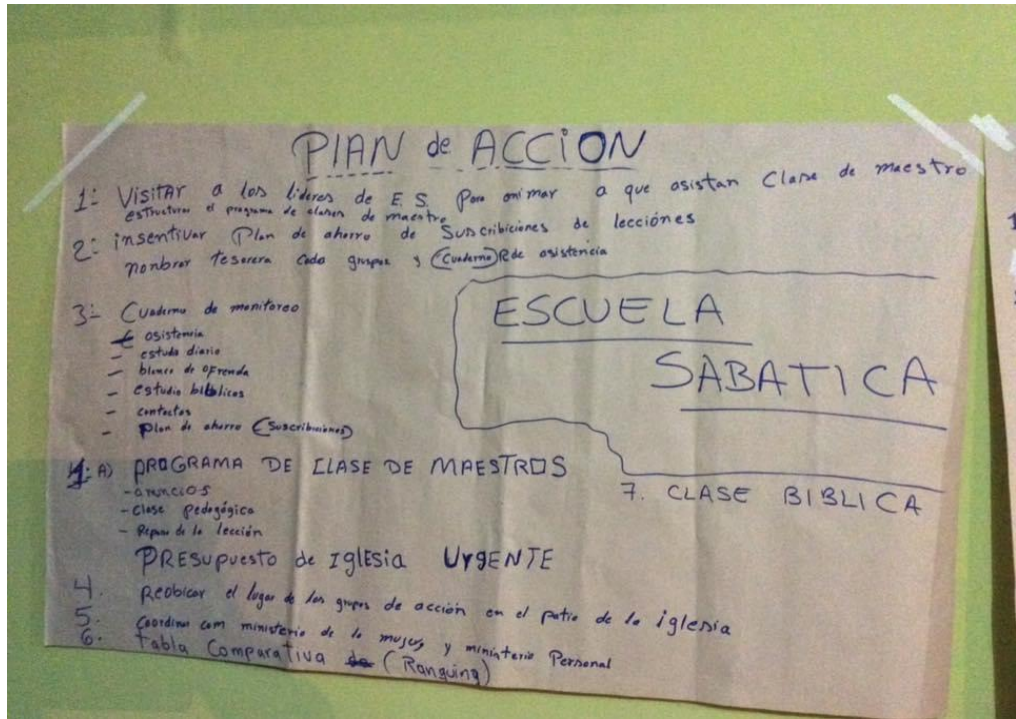 PLAN de ACCION
1: VISITAR a los lideres de E. S. Para animar a que asistan Clase de maestro
estructurar el programa de clases de maestro
2: insentivar Plan de ahorro de Suscribiciones de lecciónes
nonbrar tesorera cada grupos y (Cuaderno) de asistencia
3- Cuaderno de monitoreo
- asistencia
- estudo diario
- blanco de ofrenda
- estudio biblicos
- contactos
- Plan de ahorro (Suscribiciones)
ESCUELA
SABATICA
A) PROGRAMA DE CLASE DE MAESTROS
- anuncios
- Clase pedagógica
- Repaso de la lección
7. CLASE BIBLICA
PRESUPUESTO de IglESia URgENTE
4. Reobicar el lugar de los grupos de acción en el patio de la iglesia
5. Coordinar com ministerio de la mujer y ministerio Personal
6. tabla Comparativa (Ranguing)